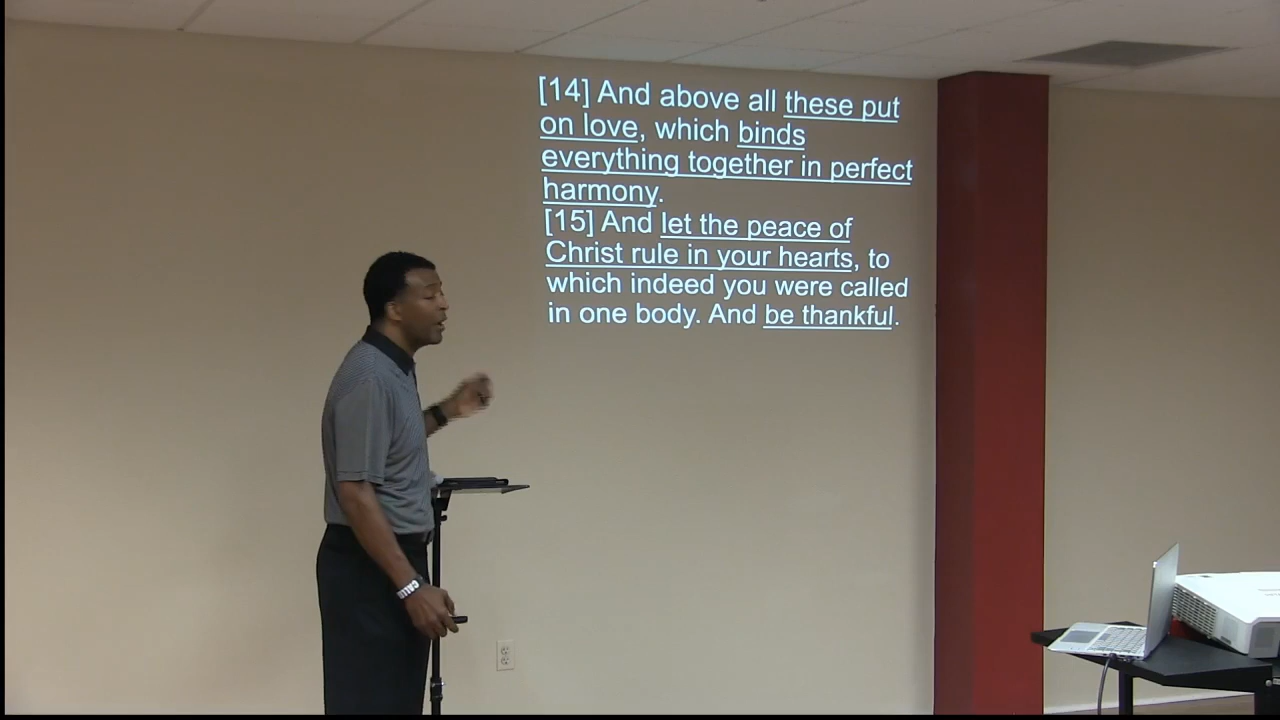 [14] And above all these put
on love, which binds
everything together in perfect
harmony.
[15] And let the peace of
Christ rule in your hearts, to
which indeed you were called
in one body. And be thankful.